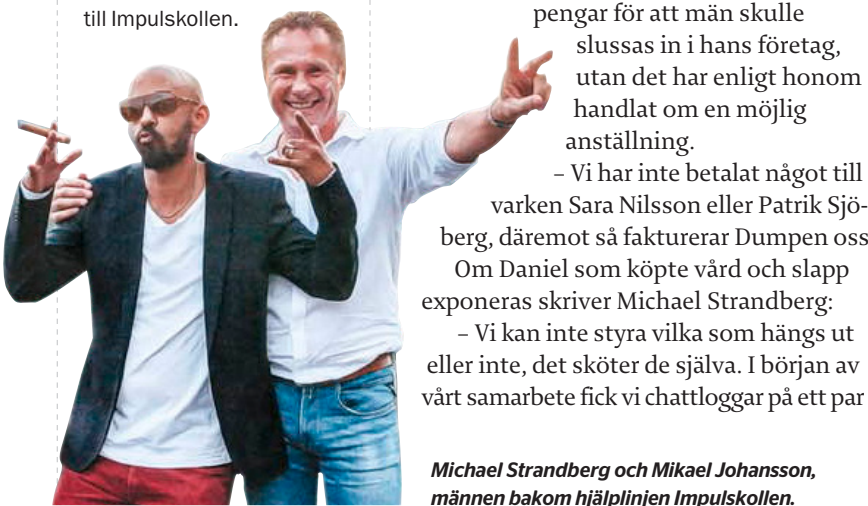 till Impulskollen.
pengar för att män skulle
slussas in i hans företag,
utan det har enligt honom
handlat om en möjlig
anställning.
– Vi har inte betalat något till
varken Sara Nilsson eller Patrik Sjö-
berg, däremot så fakturerar Dumpen oss
Om Daniel som köpte vård och slapp
exponeras skriver Michael Strandberg:
– Vi kan inte styra vilka som hängs ut
eller inte, det sköter de själva. I början av
vårt samarbete fick vi chattloggar på ett par
Michael Strandberg och Mikael Johansson,
männen bakom hjälplinjen Impulskollen.